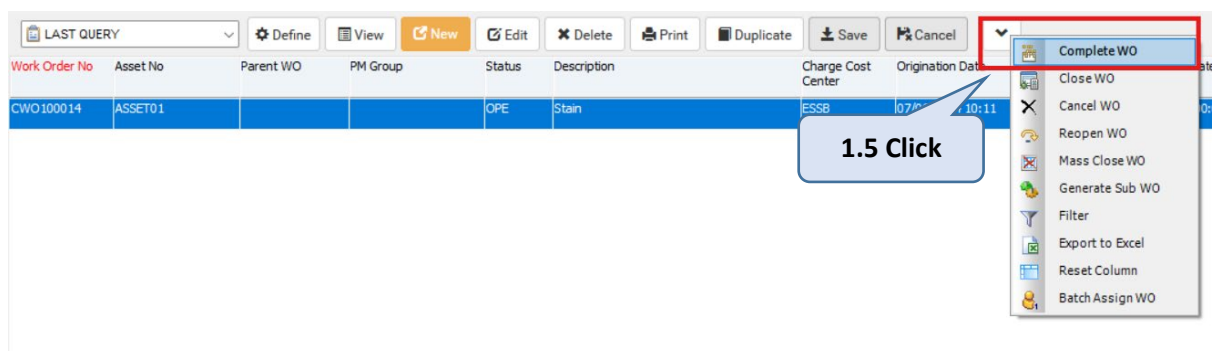 LAST QUERY Define View New Edit Delete Print Duplicate Save Cancel
Work Order No Asset No Parent WO PM Group Status Description Charge Cost Center Origination Date
CWO100014 ASSET01 OPE Stain ESSB 10:11
1.5 Click
Complete WO
Close WO
Cancel WO
Reopen WO
Mass Close WO
Generate Sub WO
Filter
Export to Excel
Reset Column
Batch Assign WO